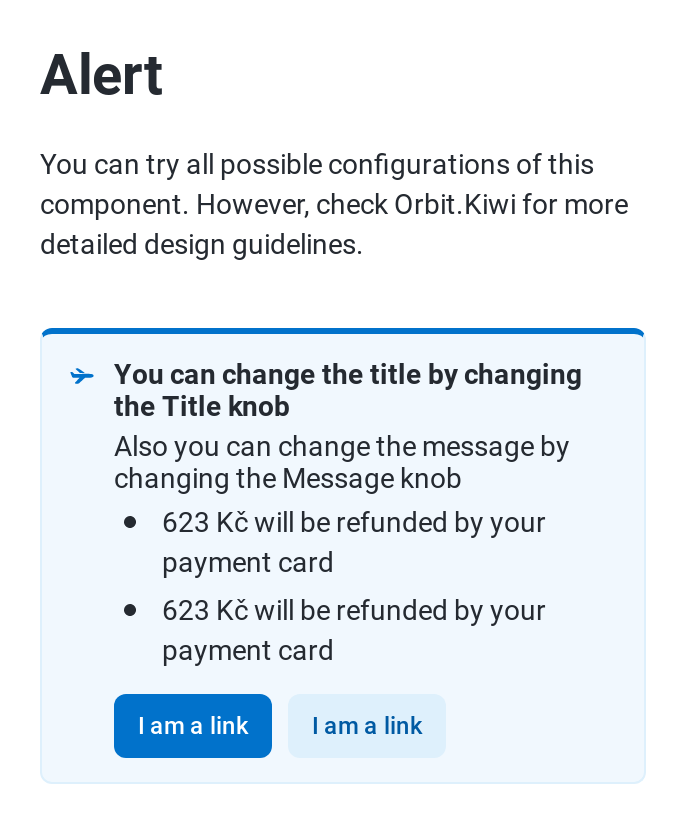 Alert
You can try all possible configurations of this
component. However, check Orbit.Kiwi for more
detailed design guidelines.
You can change the title by changing
the Title knob
Also you can change the message by
changing the Message knob
623 Kč will be refunded by your
payment card
623 Kč will be refunded by your
payment card
I am a link
I am a link